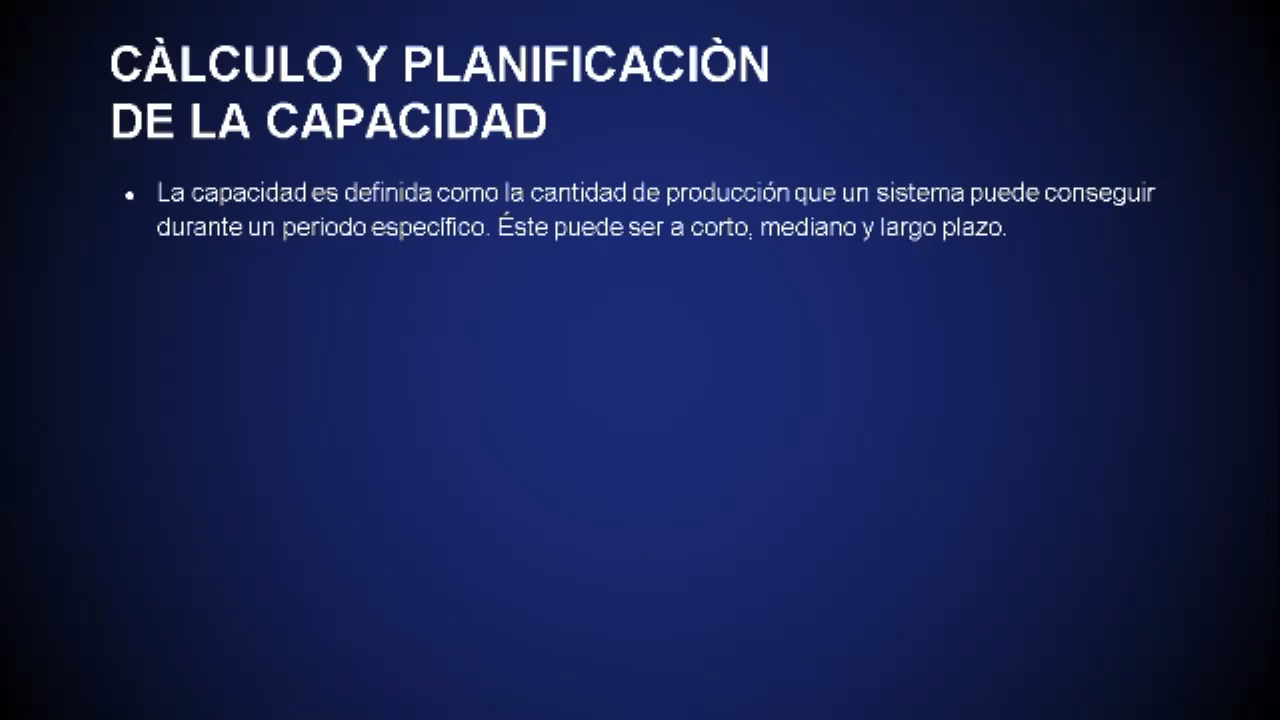 CÀLCULO Y PLANIFICACIÒN
DE LA CAPACIDAD
• La capacidad es definida como la cantidad de producción que un sistema puede conseguir
durante un periodo específico. Éste puede ser a corto, mediano y largo plazo.